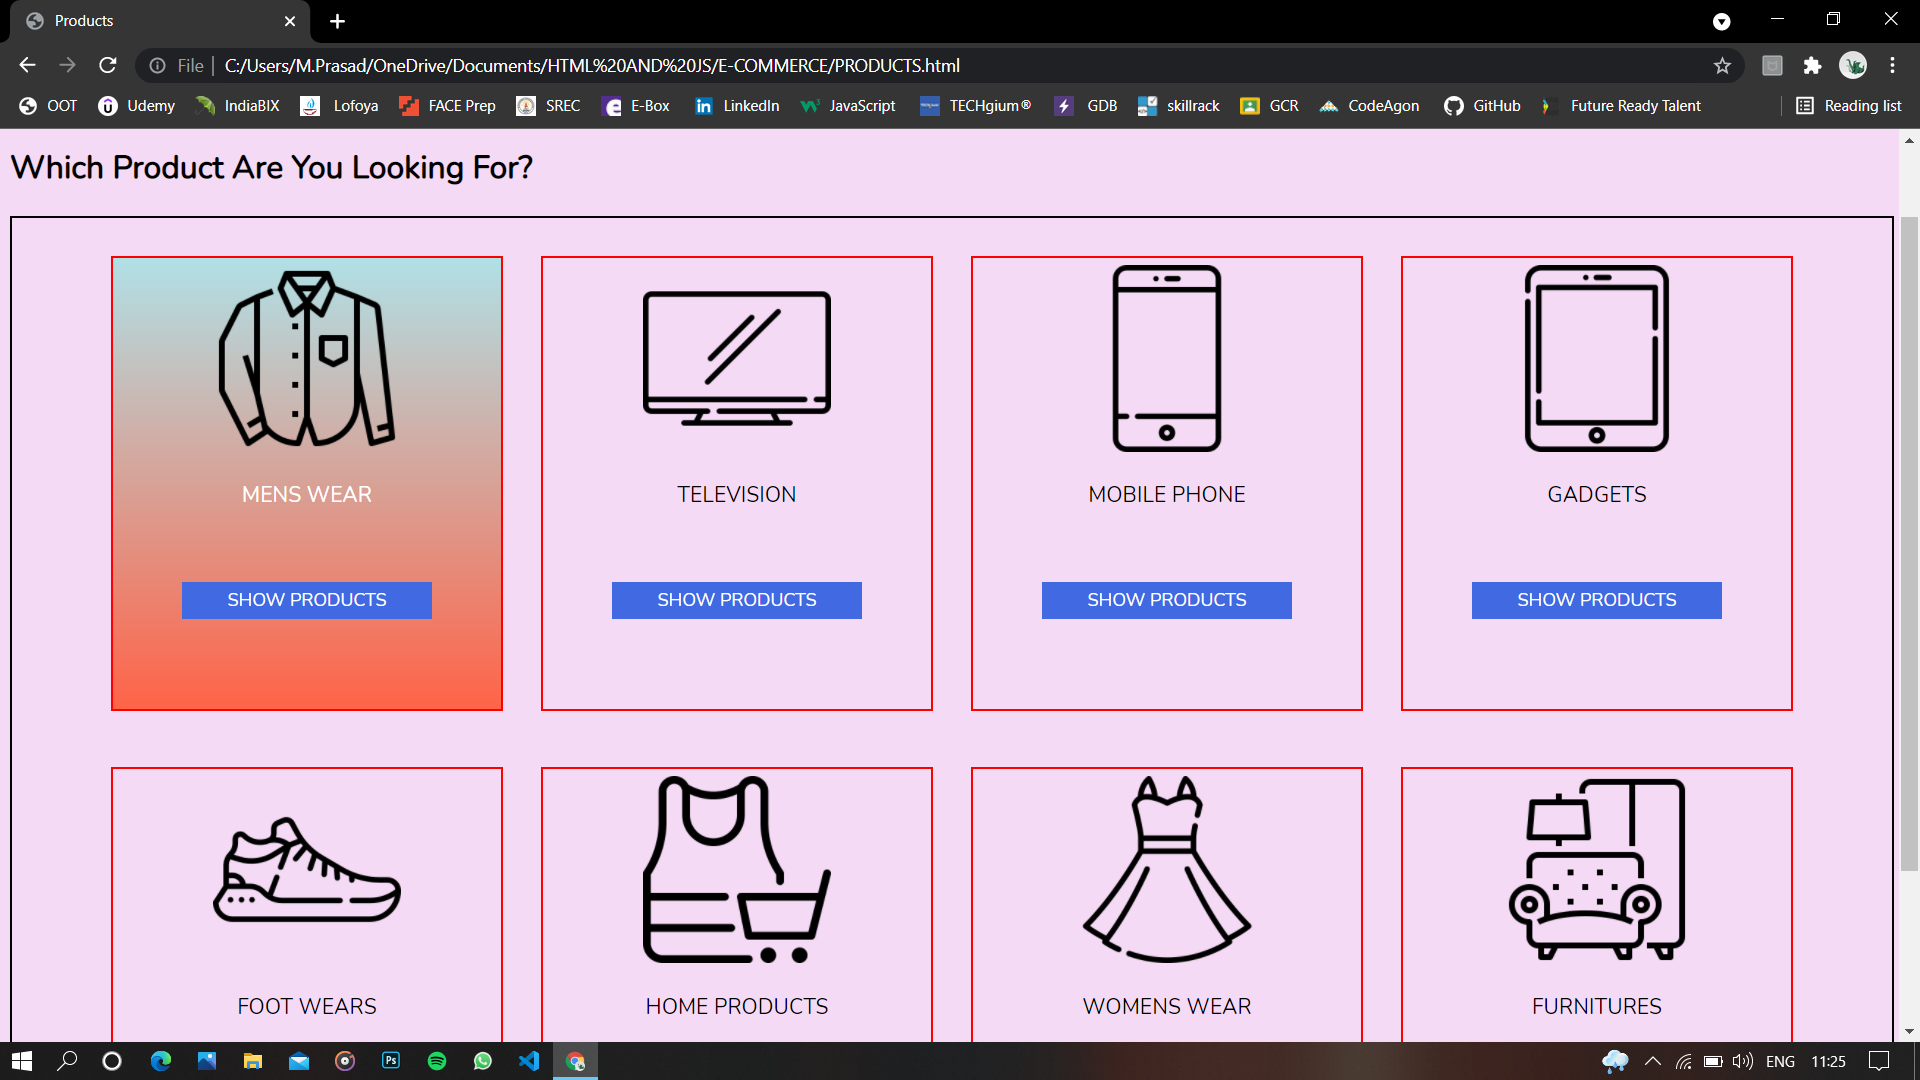 Products
File C:/Users/M.Prasad/OneDrive/Documents/HTML%20AND%20JS/E-COMMERCE/PRODUCTS.html
OOT Udemy IndiaBIX Lofoya FACE Prep SREC E-Box LinkedIn JavaScript TECHgium® GDB skillrack GCR CodeAgon GitHub Future Ready Talent Reading list
Which Product Are You Looking For?
MENS WEAR TELEVISION MOBILE PHONE GADGETS
SHOW PRODUCTS SHOW PRODUCTS SHOW PRODUCTS SHOW PRODUCTS
FOOT WEARS HOME PRODUCTS WOMENS WEAR FURNITURES
Ps ENG 11:25